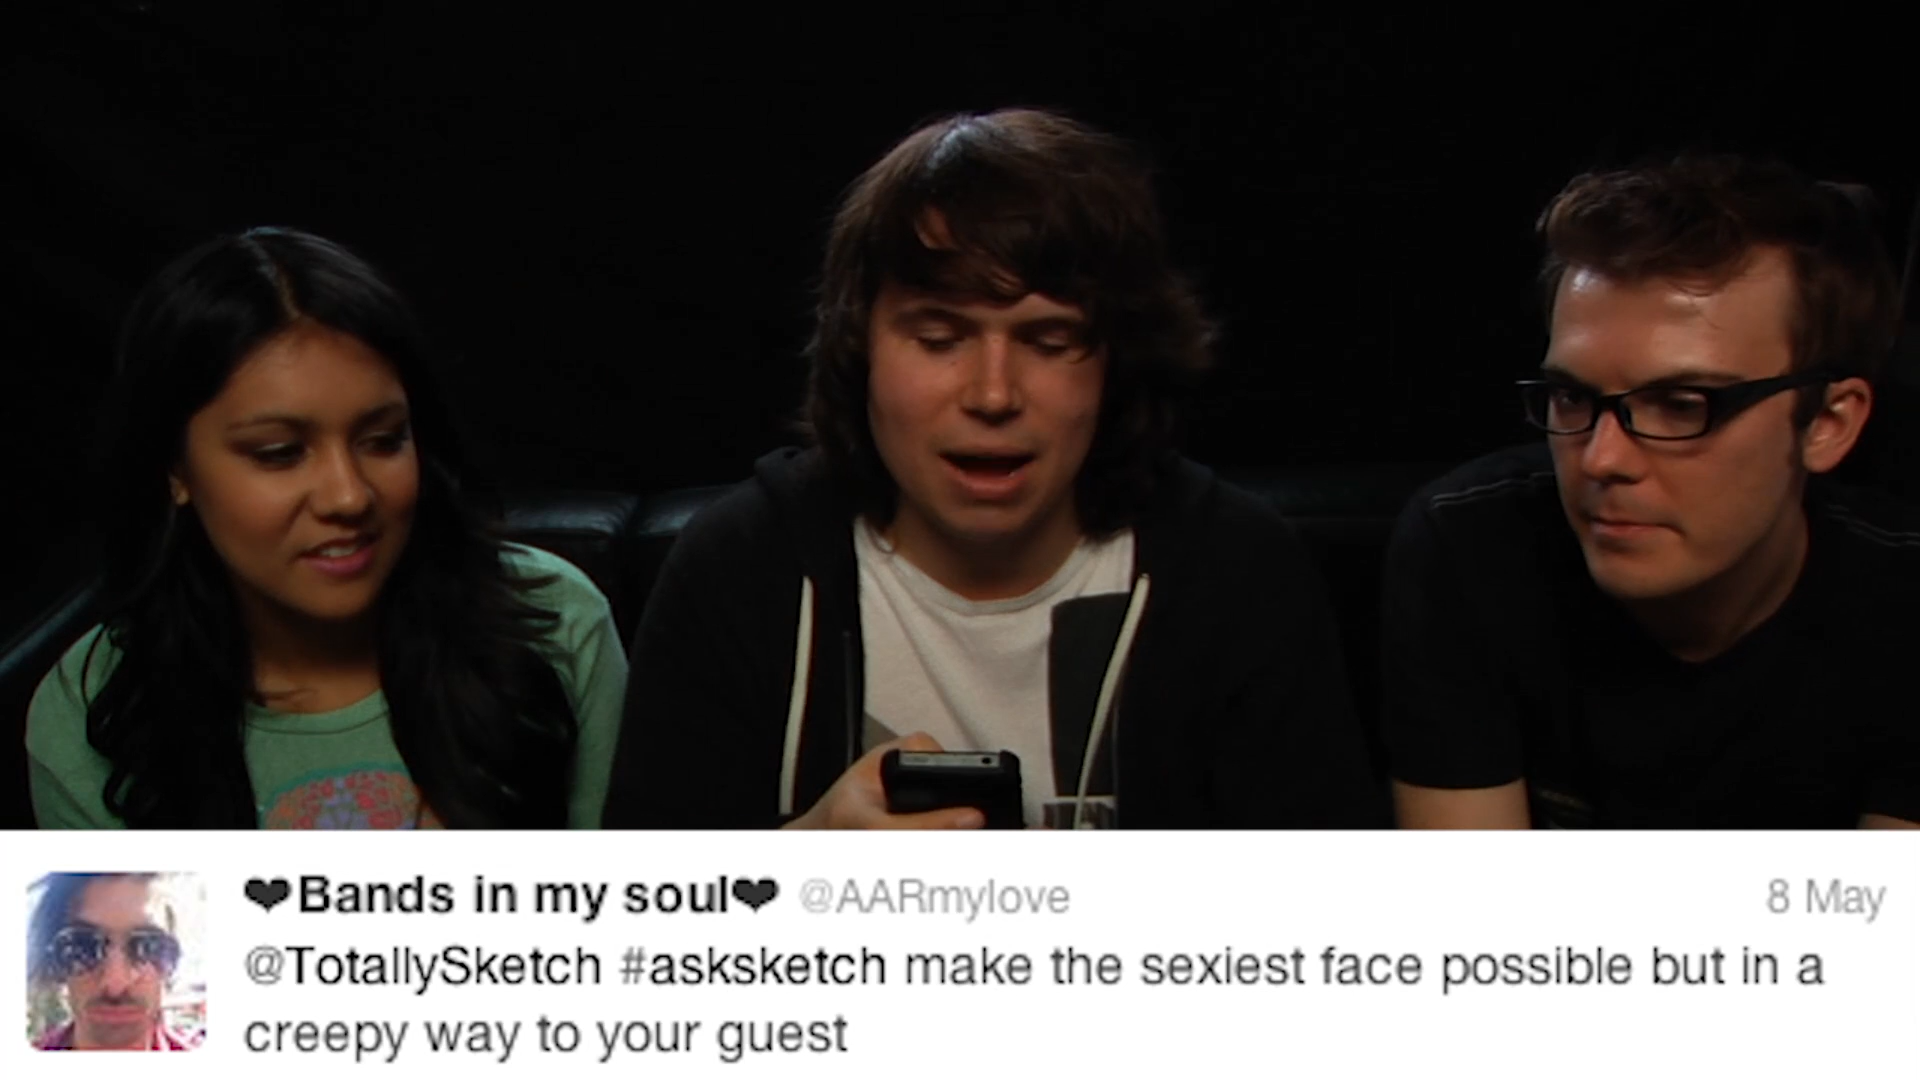 ❤Bands in my soul❤ @AARmylove 8 May
@TotallySketch #asksketch make the sexiest face possible but in a
creepy way to your guest